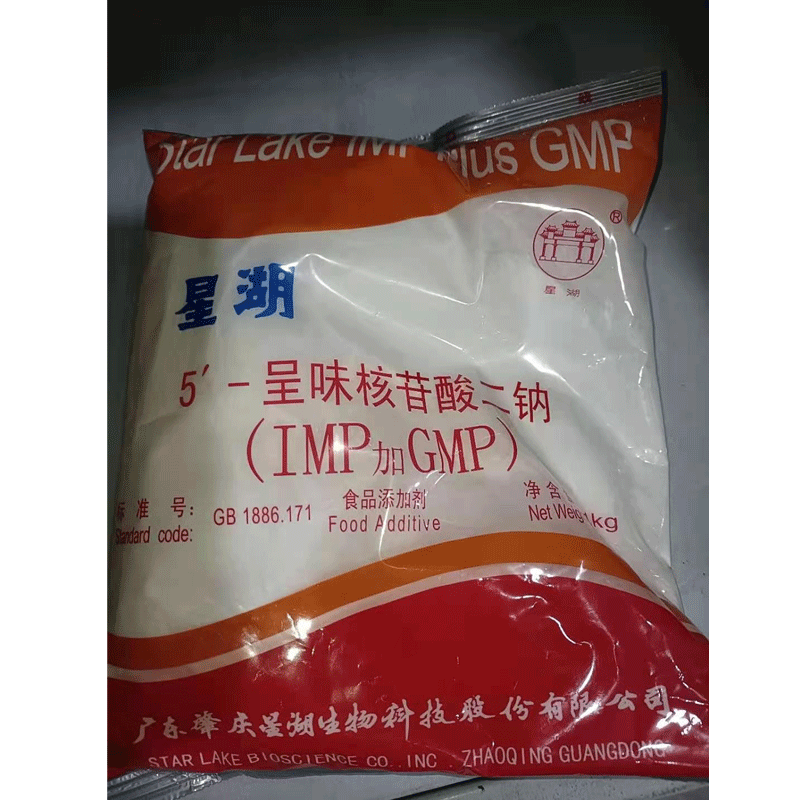 Star Lake IMP Plus GMP
®
星湖
星湖
5′-呈味核苷酸二钠
(IMP加GMP)
标准号: GB 1886.171
Standard code:
食品添加剂
Food Additive
净含
Net Weig 1kg
广东肇庆星湖生物科技股份有限公司
STAR LAKE BIOSCIENCE CO., INC . ZHAOQING GUANGDONG